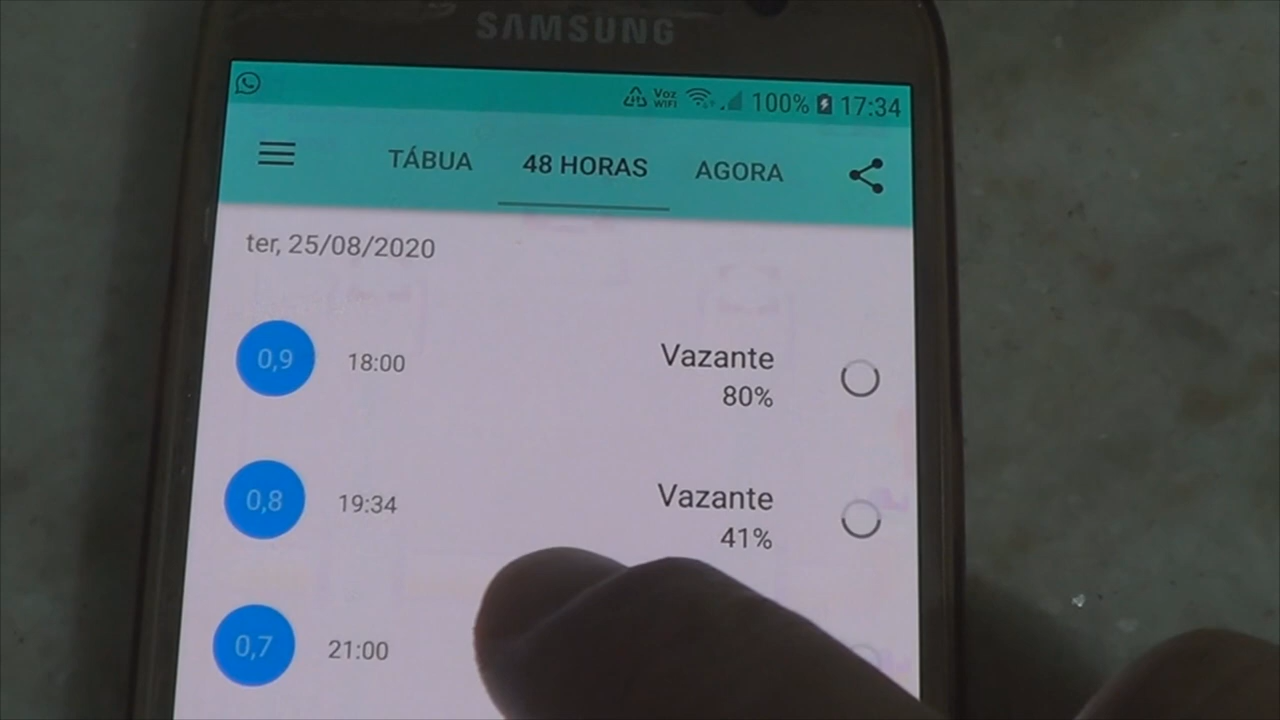 SAMSUNG
Voz WIFI 100% 17:34
TÁBUA 48 HORAS AGORA
ter, 25/08/2020
0,9 18:00 Vazante 80%
0,8 19:34 Vazante 41%
0,7 21:00